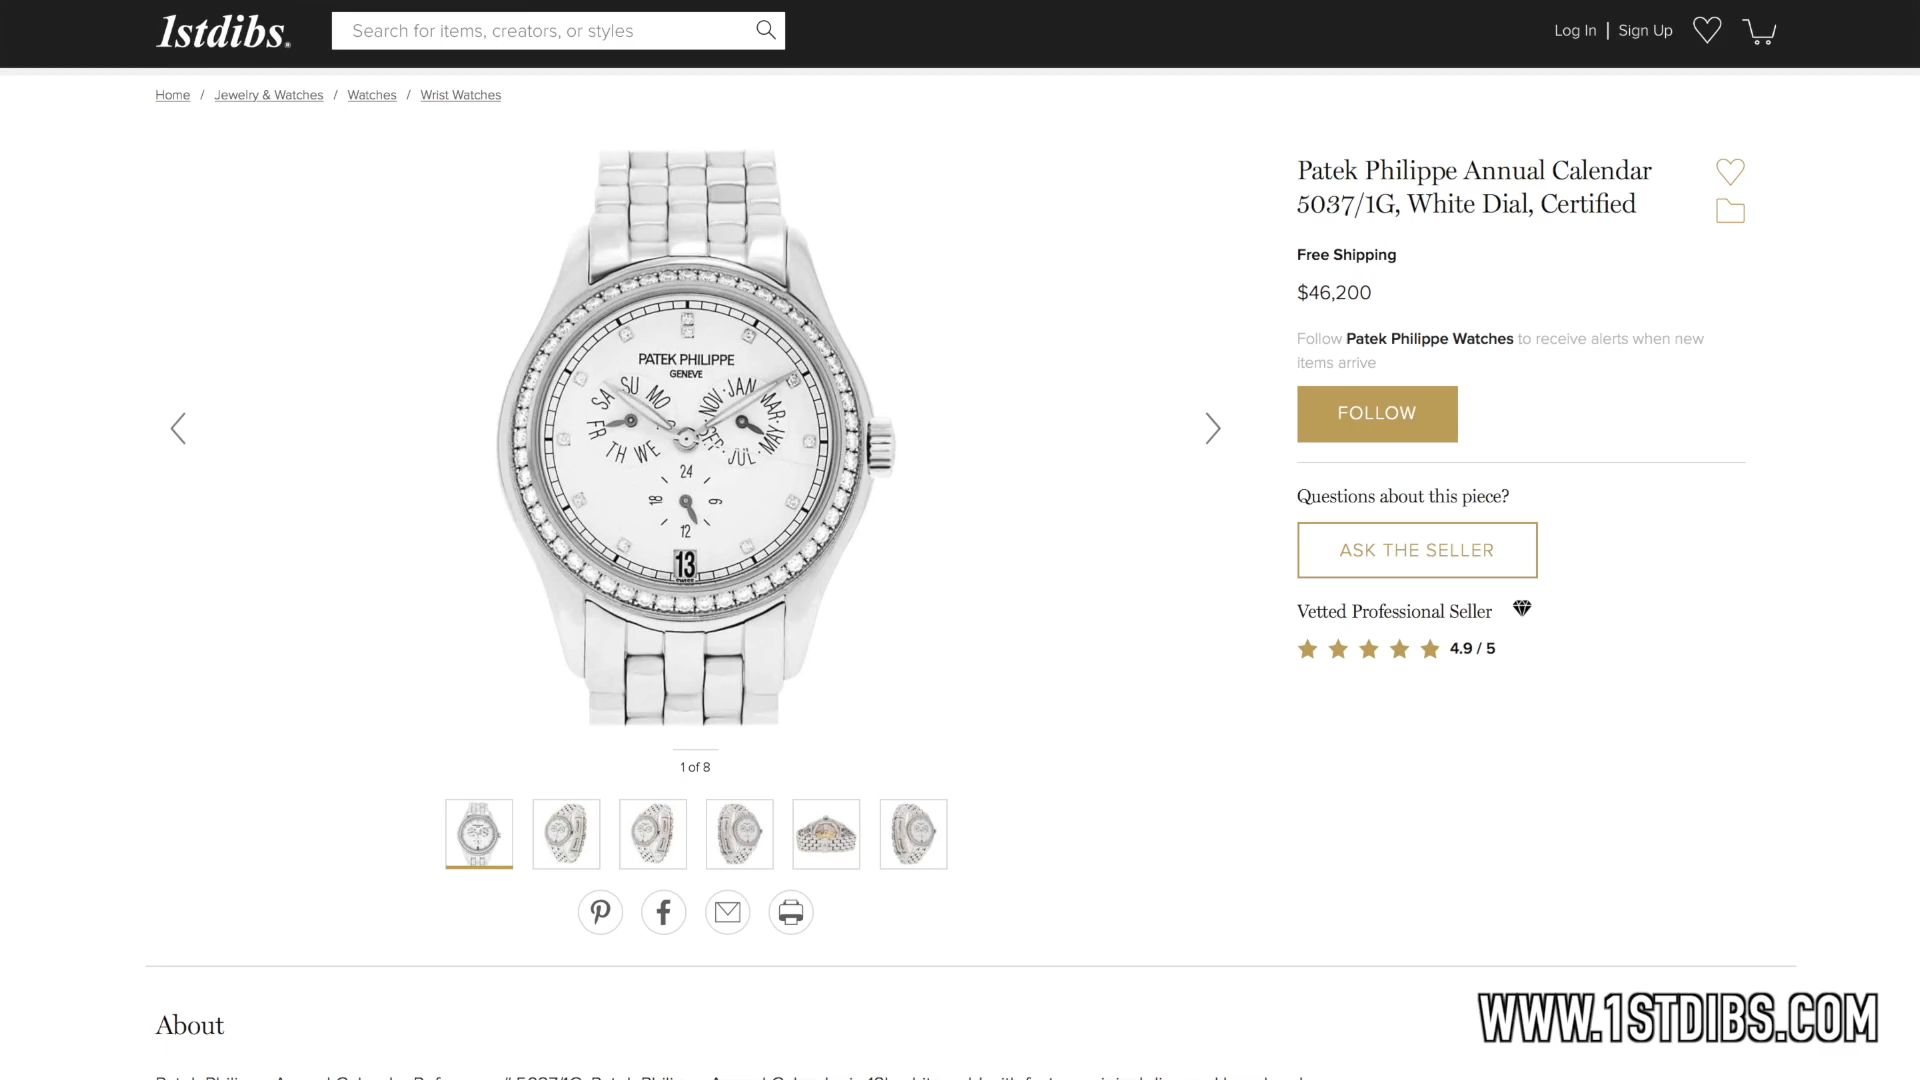 1stdibs.
Search for items, creators, or styles
Log In | Sign Up
Home / Jewelry & Watches / Watches / Wrist Watches
Patek Philippe Annual Calendar
5037/1G, White Dial, Certified
Free Shipping
$46,200
Follow Patek Philippe Watches to receive alerts when new
items arrive
FOLLOW
Questions about this piece?
ASK THE SELLER
Vetted Professional Seller
4.9 / 5
PATEK PHILIPPE
GENEVE
SU MO WE TH FR SA
JAN MAR MAY JUL NOV
24
18 6
12
13
1 of 8
About
WWW.1STDIBS.COM